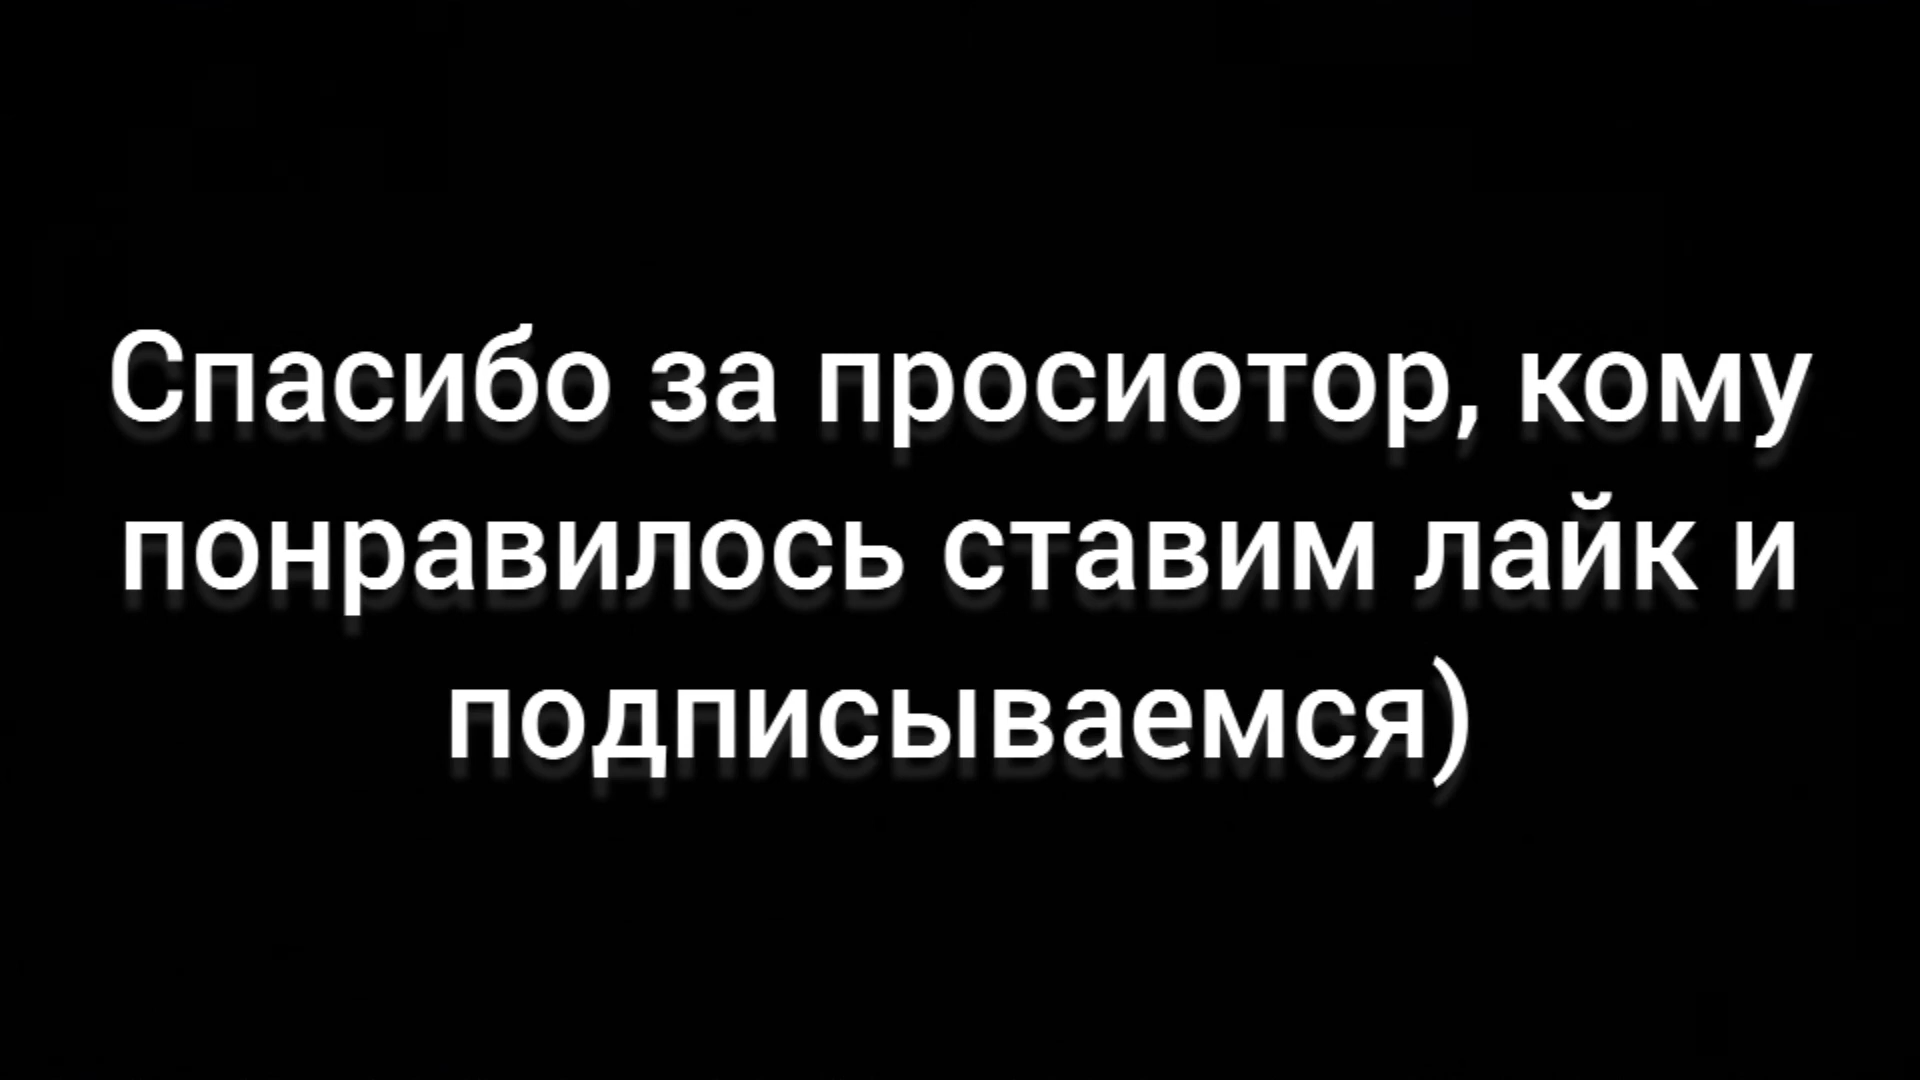 Спасибо за просиотор, кому
понравилось ставим лайк и
подписываемся)